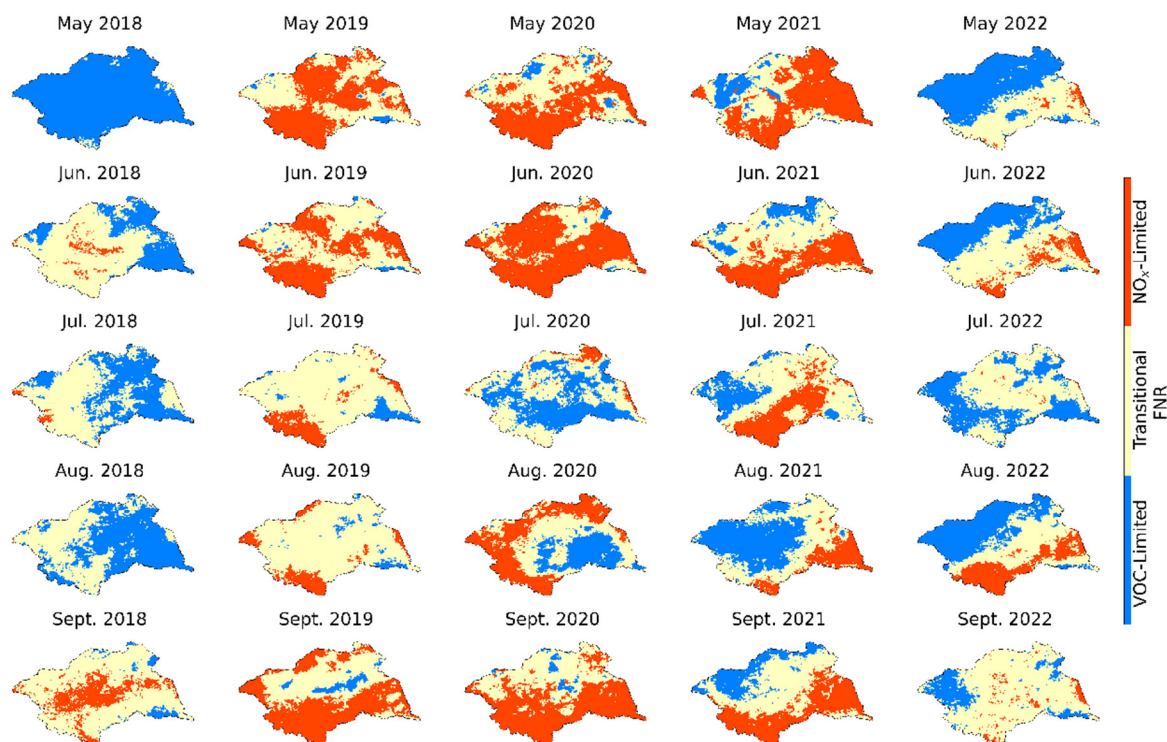 May 2018
May 2019
May 2020
May 2021
May 2022
Jun. 2018
Jun. 2019
Jun. 2020
Jun. 2021
Jun. 2022
Jul. 2018
Jul. 2019
Jul. 2020
Jul. 2021
Jul. 2022
Aug. 2018
Aug. 2019
Aug. 2020
Aug. 2021
Aug. 2022
Sept. 2018
Sept. 2019
Sept. 2020
Sept. 2021
Sept. 2022
VOC-Limited
Transitional
NOₓ-Limited
FNR